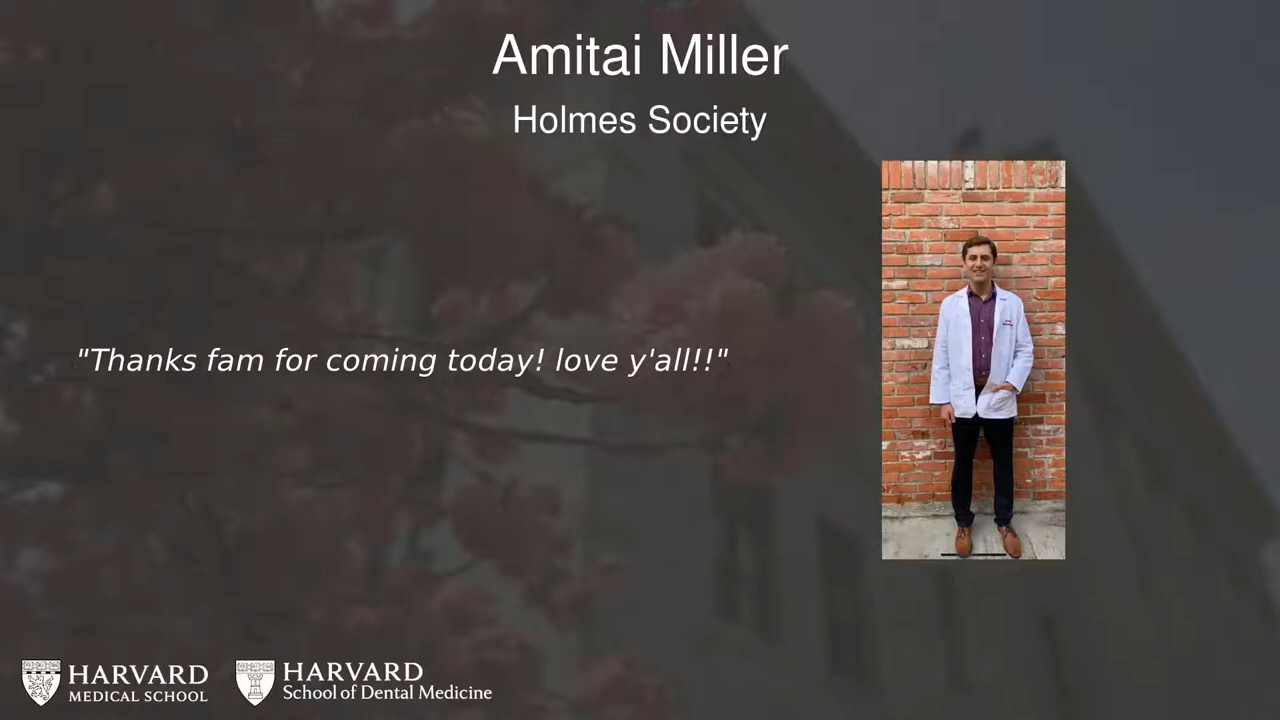 Amitai Miller
Holmes Society
"Thanks fam for coming today! love y'all!!"
HARVARD
MEDICAL SCHOOL
HARVARD
School of Dental Medicine